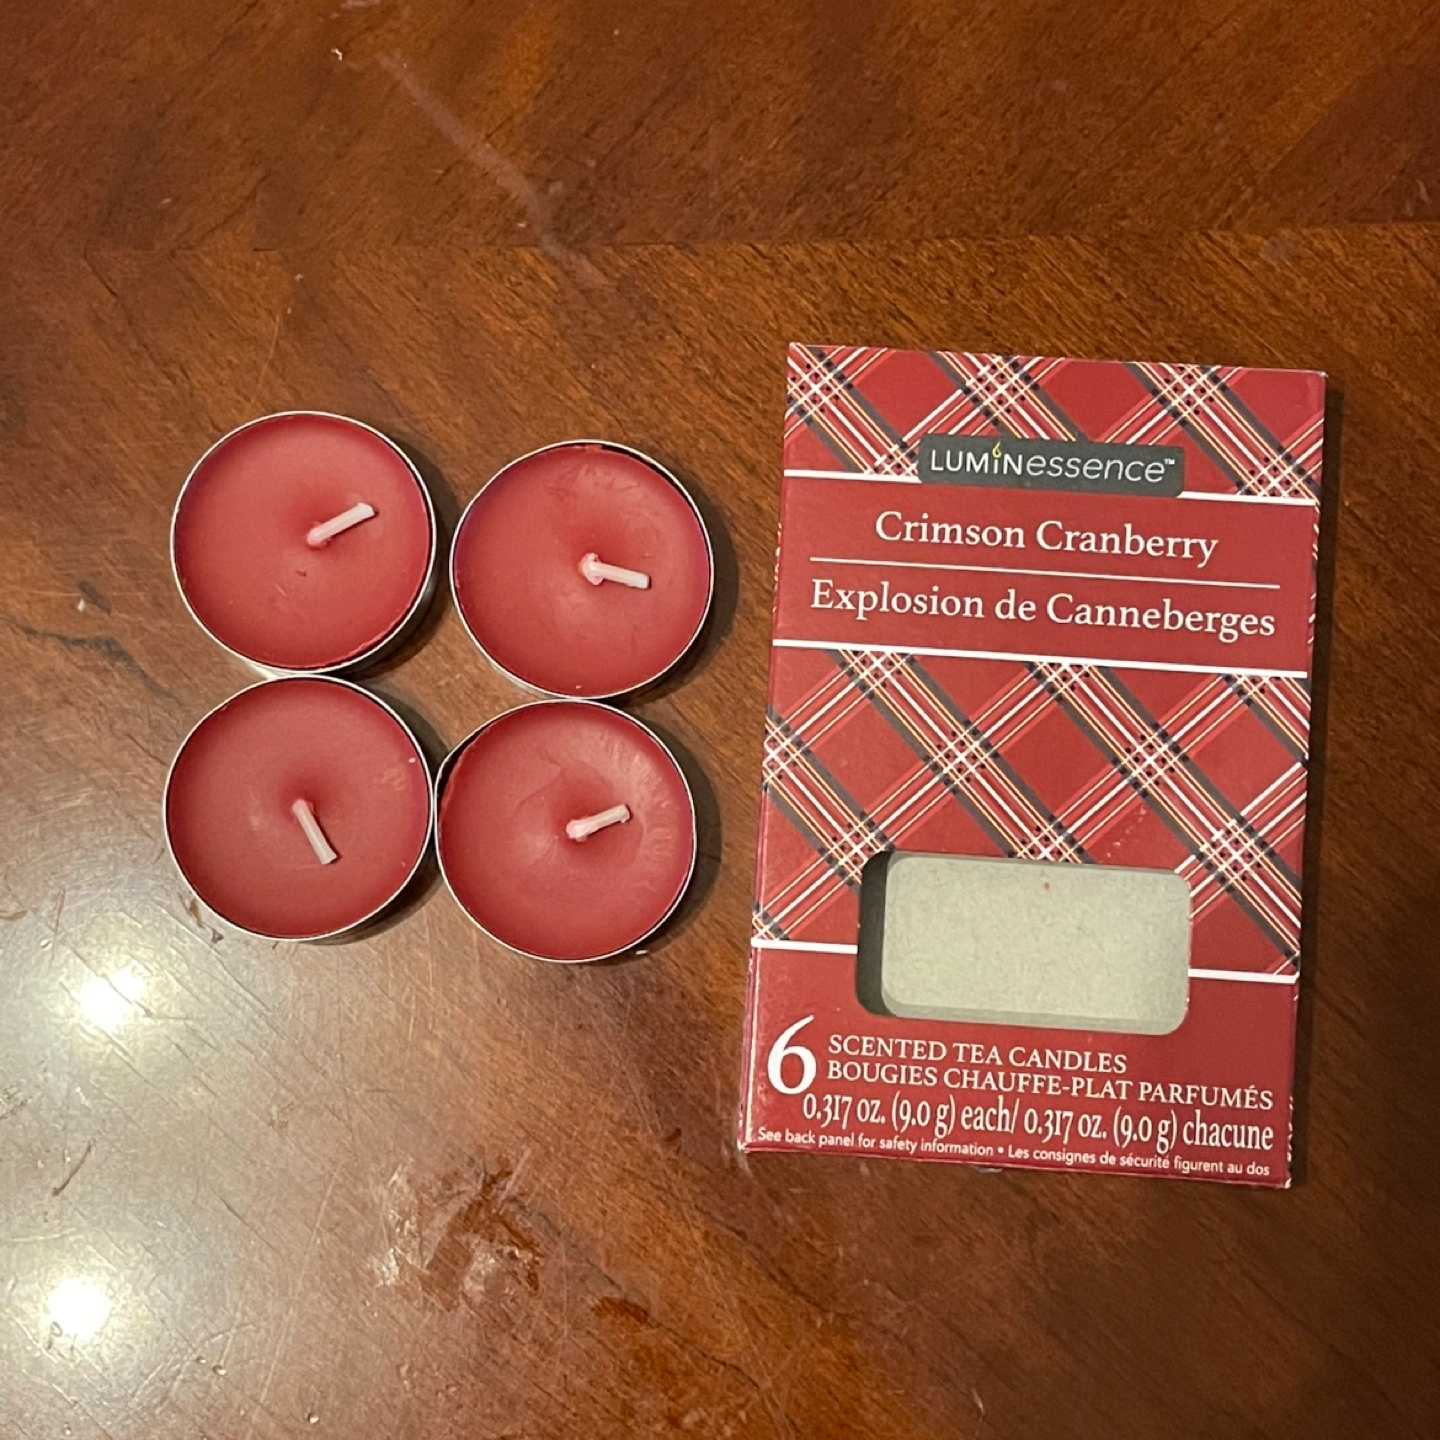 LUMiNessence™
Crimson Cranberry
Explosion de Canneberges
6 SCENTED TEA CANDLES
BOUGIES CHAUFFE-PLAT PARFUMÉS
0.317 oz. (9.0 g) each/ 0.317 oz. (9.0 g) chacune
See back panel for safety information • Les consignes de sécurité figurent au dos